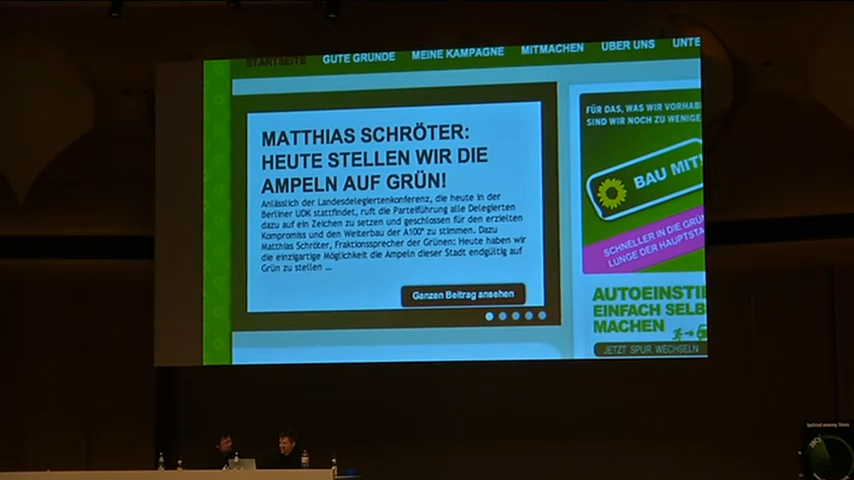 STARTSEITE GUTE GRÜNDE MEINE KAMPAGNE MITMACHEN ÜBER UNS UNTE
MATTHIAS SCHRÖTER:
HEUTE STELLEN WIR DIE
AMPELN AUF GRÜN!
Anlässlich der Landesdelegiertenkonferenz, die heute in der
Berliner UDK stattfindet, ruft die Parteiführung alle Delegierten
dazu auf ein Zeichen zu setzen und geschlossen für den erzielten
Kompromiss und den Weiterbau der A100* zu stimmen. Dazu
Matthias Schröter, Fraktionssprecher der Grünen: Heute haben wir
die einzigartige Möglichkeit die Ampeln dieser Stadt endgültig auf
Grün zu stellen ...
Ganzen Beitrag ansehen
FÜR DAS, WAS WIR VORHAB
SIND WIR NOCH ZU WENIGE
BAU MIT!
SCHNELLER IN DIE GRÜN
LUNGE DER HAUPTSTA
AUTOEINSTI
EINFACH SELB
MACHEN
JETZT SPUR WECHSELN
behind enemy lines